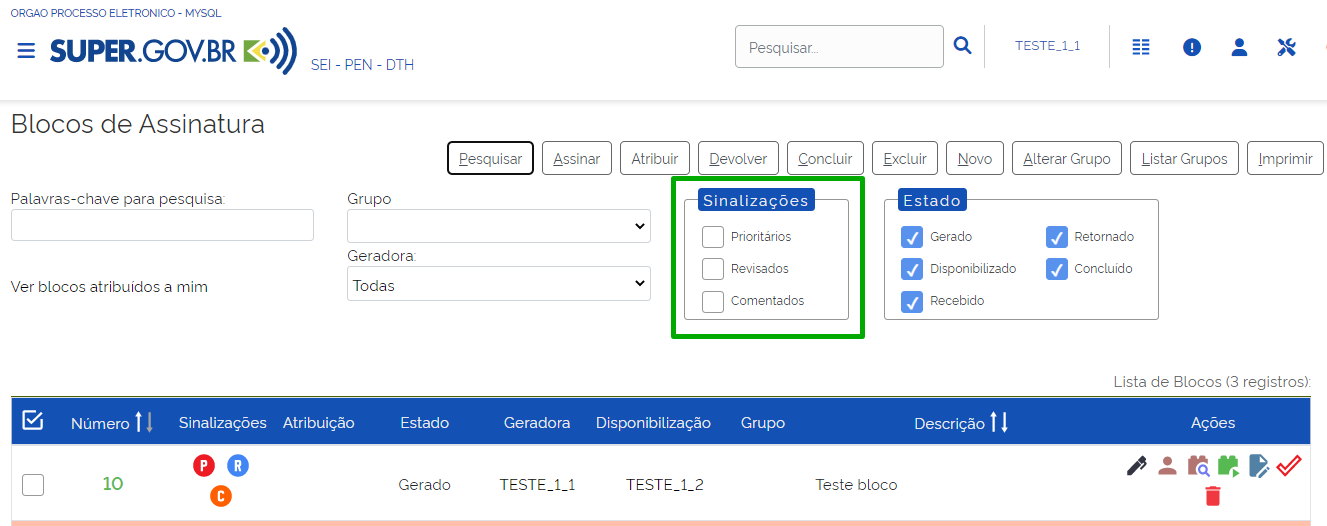 ORGAO PROCESSO ELETRONICO - MYSQL
SUPER.GOV.BR
SEI - PEN - DTH
Pesquisar...
TESTE_1_1
Blocos de Assinatura
Pesquisar Assinar Atribuir Devolver Concluir Excluir Novo Alterar Grupo Listar Grupos Imprimir
Palavras-chave para pesquisa:
Ver blocos atribuídos a mim
Grupo
Geradora:
Todas
Sinalizações
Prioritários
Revisados
Comentados
Estado
Gerado Retornado
Disponibilizado Concluído
Recebido
Lista de Blocos (3 registros):
Número Sinalizações Atribuição Estado Geradora Disponibilização Grupo Descrição Ações
10 P R C Gerado TESTE_1_1 TESTE_1_2 Teste bloco